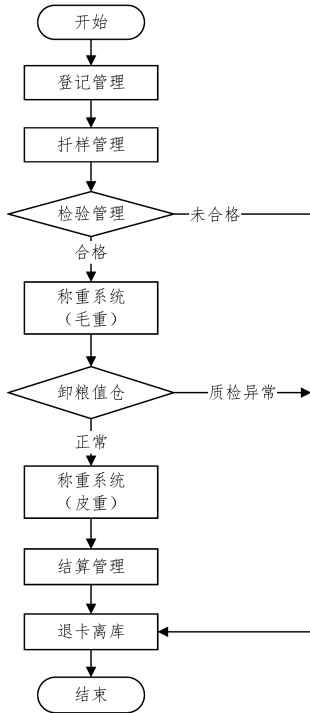 开始
登记管理
扦样管理
检验管理
未合格
合格
称重系统
（毛重）
卸粮值仓
质检异常
正常
称重系统
（皮重）
结算管理
退卡离库
结束